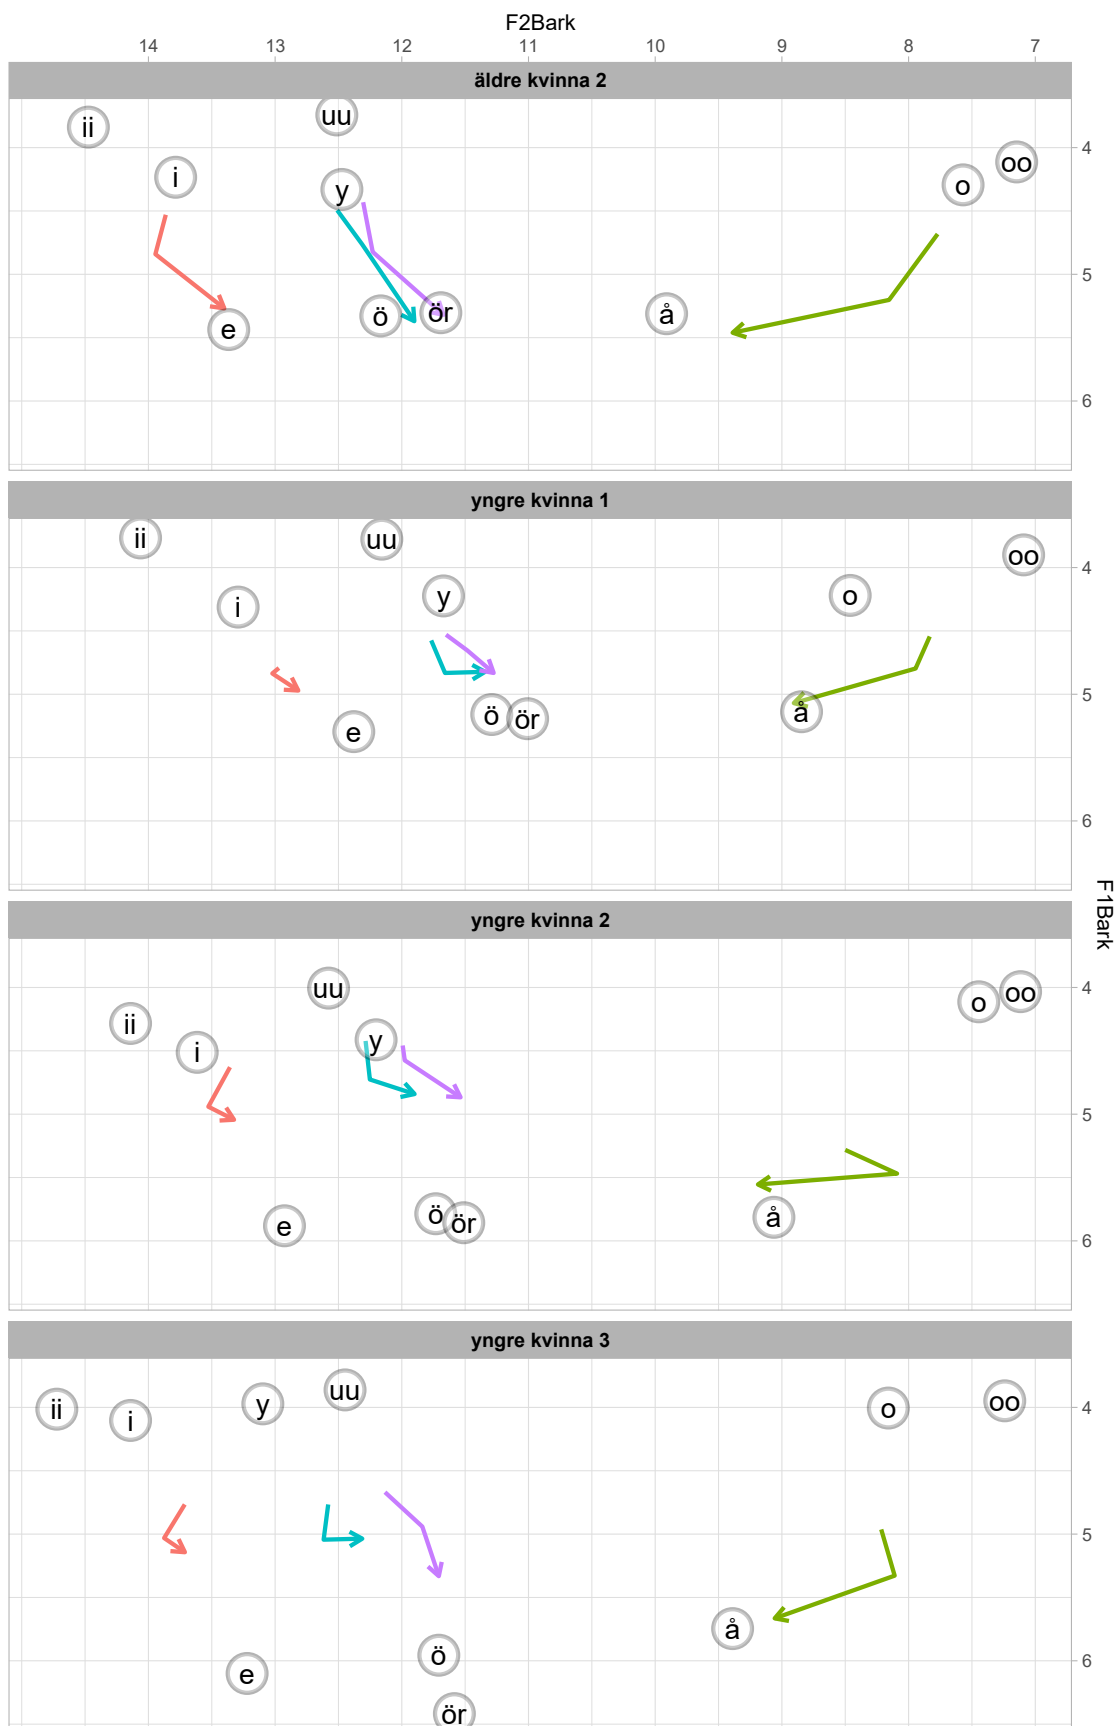 F2Bark
14 13 12 11 10 9 8 7
äldre kvinna 2
ii uu
i y o oo
4
e ö ör å
5
6
yngre kvinna 1
ii uu oo
i y o
4
e ö ör å
5
6
F1Bark
yngre kvinna 2
ii uu o oo
i y
4
5
e ö ör å
6
yngre kvinna 3
ii i y uu o oo
4
5
e ö å
6
ör